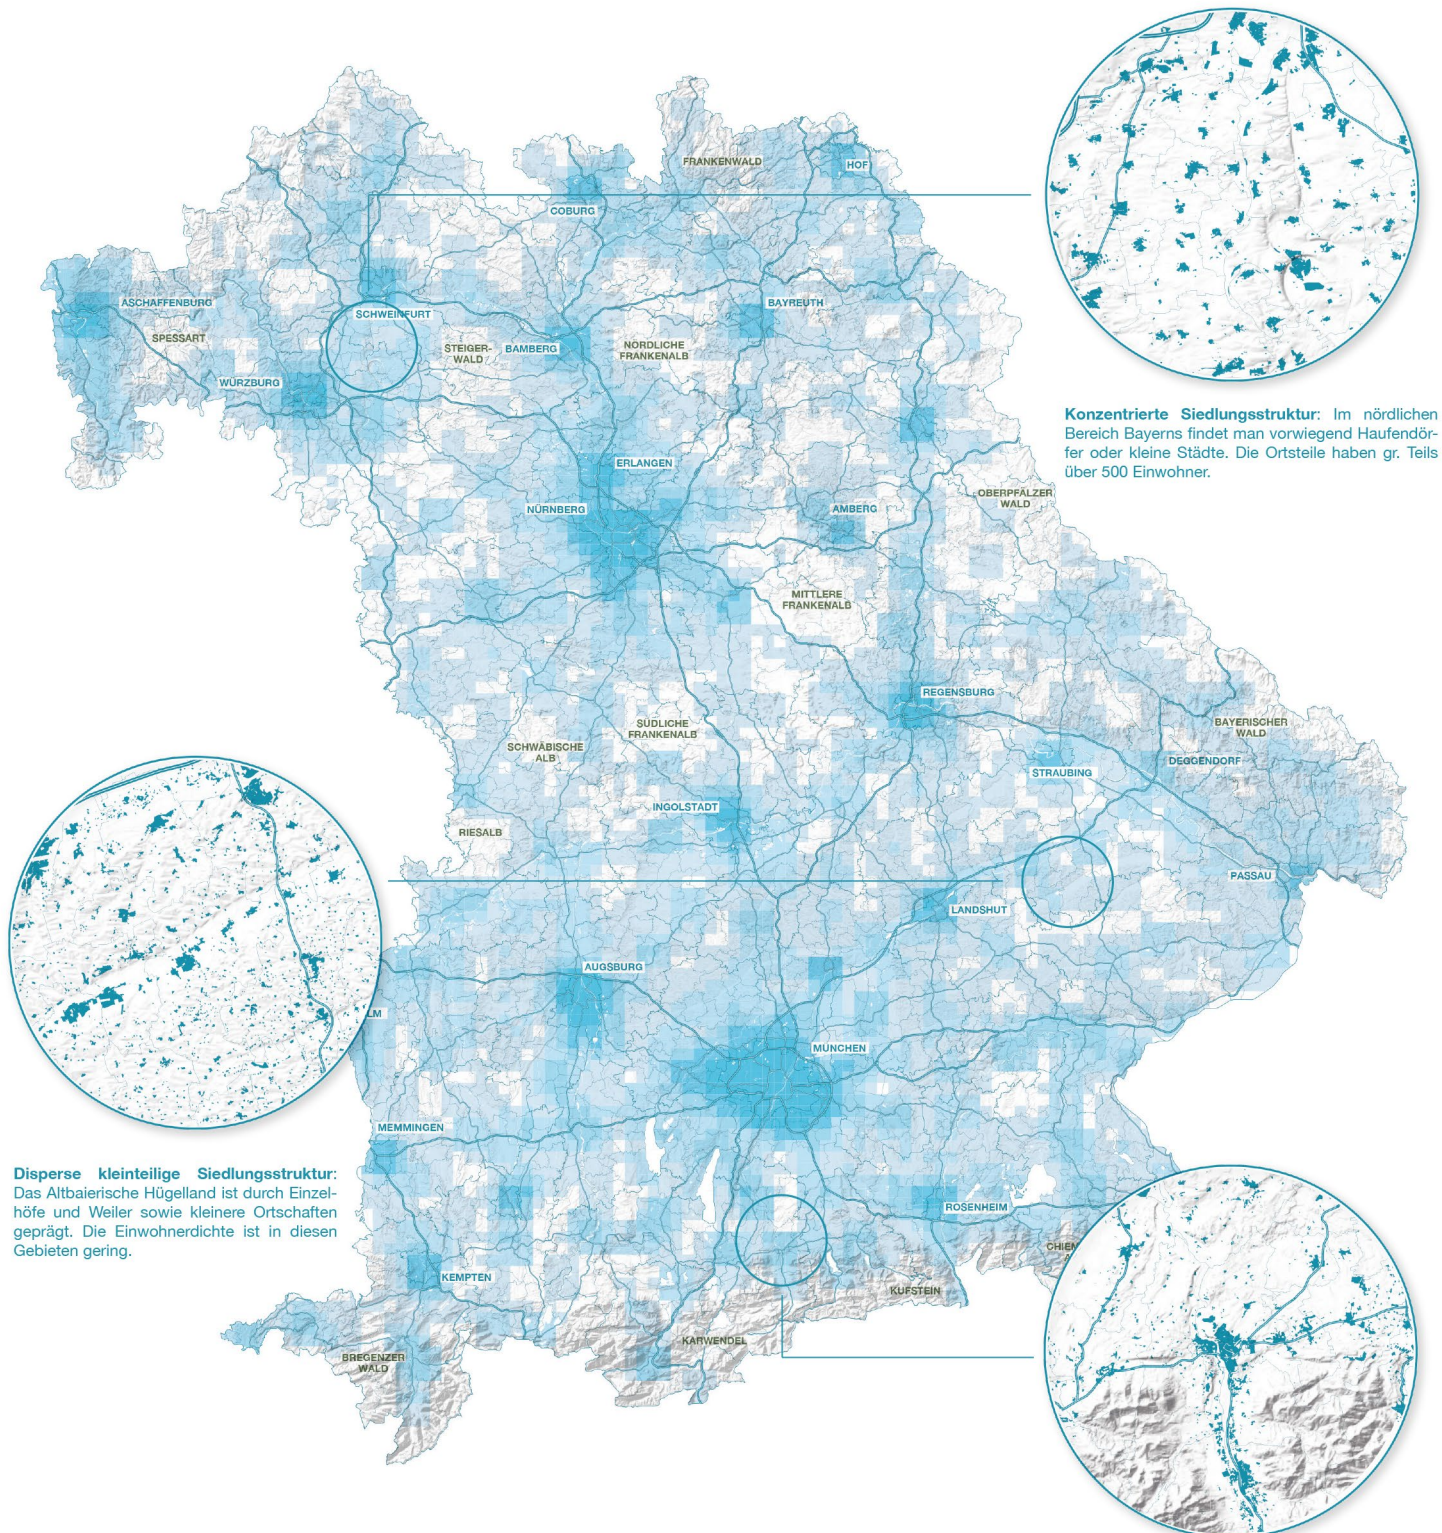 FRANKENWALD
HOF
COBURG
ASCHAFFENBURG
BAYREUTH
SCHWEINFURT
SPESSART
STEIGER-
WALD
BAMBERG
NÖRDLICHE
FRANKENALB
WÜRZBURG
Konzentrierte Siedlungsstruktur: Im nördlichen
Bereich Bayerns findet man vorwiegend Haufendör-
fer oder kleine Städte. Die Ortsteile haben gr. Teils
über 500 Einwohner.
ERLANGEN
OBERPFÄLZER
WALD
NÜRNBERG
AMBERG
MITTLERE
FRANKENALB
REGENSBURG
SÜDLICHE
FRANKENALB
BAYERISCHER
WALD
SCHWÄBISCHE
ALB
DEGGENDORF
STRAUBING
INGOLSTADT
RIESALB
PASSAU
LANDSHUT
AUGSBURG
LM
MÜNCHEN
MEMMINGEN
Disperse kleinteilige Siedlungsstruktur:
Das Altbaierische Hügelland ist durch Einzel-
höfe und Weiler sowie kleinere Ortschaften
geprägt. Die Einwohnerdichte ist in diesen
Gebieten gering.
ROSENHEIM
CHIEM
KEMPTEN
KUFSTEIN
KARWENDEL
BREGENZER
WALD